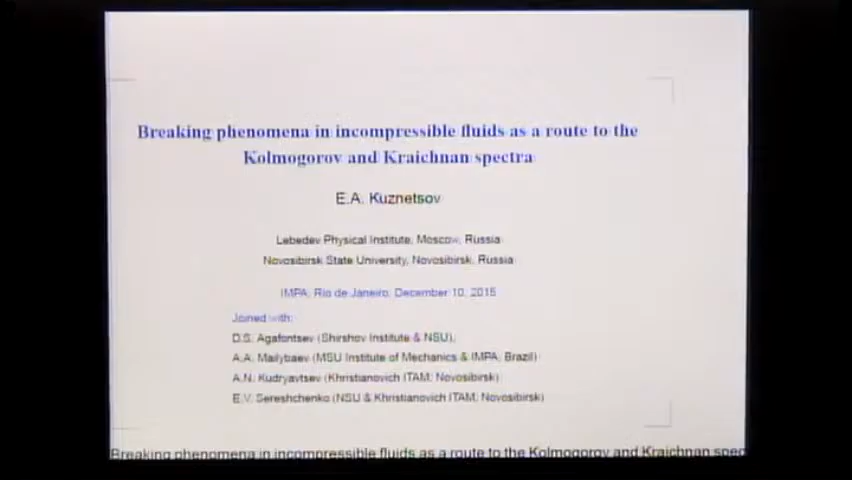 Breaking phenomena in incompressible fluids as a route to the
Kolmogorov and Kraichnan spectra
E.A. Kuznetsov
Lebedev Physical Institute, Moscow, Russia
Novosibirsk State University, Novosibirsk, Russia
IMPA, Rio de Janeiro, December 10, 2015
Joined with:
D.S. Agafontsev (Shirshov Institute & NSU),
A.A. Mailybaev (MSU Institute of Mechanics & IMPA, Brazil)
A.N. Kudryavtsev (Khristianovich ITAM, Novosibirsk)
E.V. Sereshchenko (NSU & Khristianovich ITAM, Novosibirsk)
Breaking phenomena in incompressible fluids as a route to the Kolmogorov and Kraichnan spec